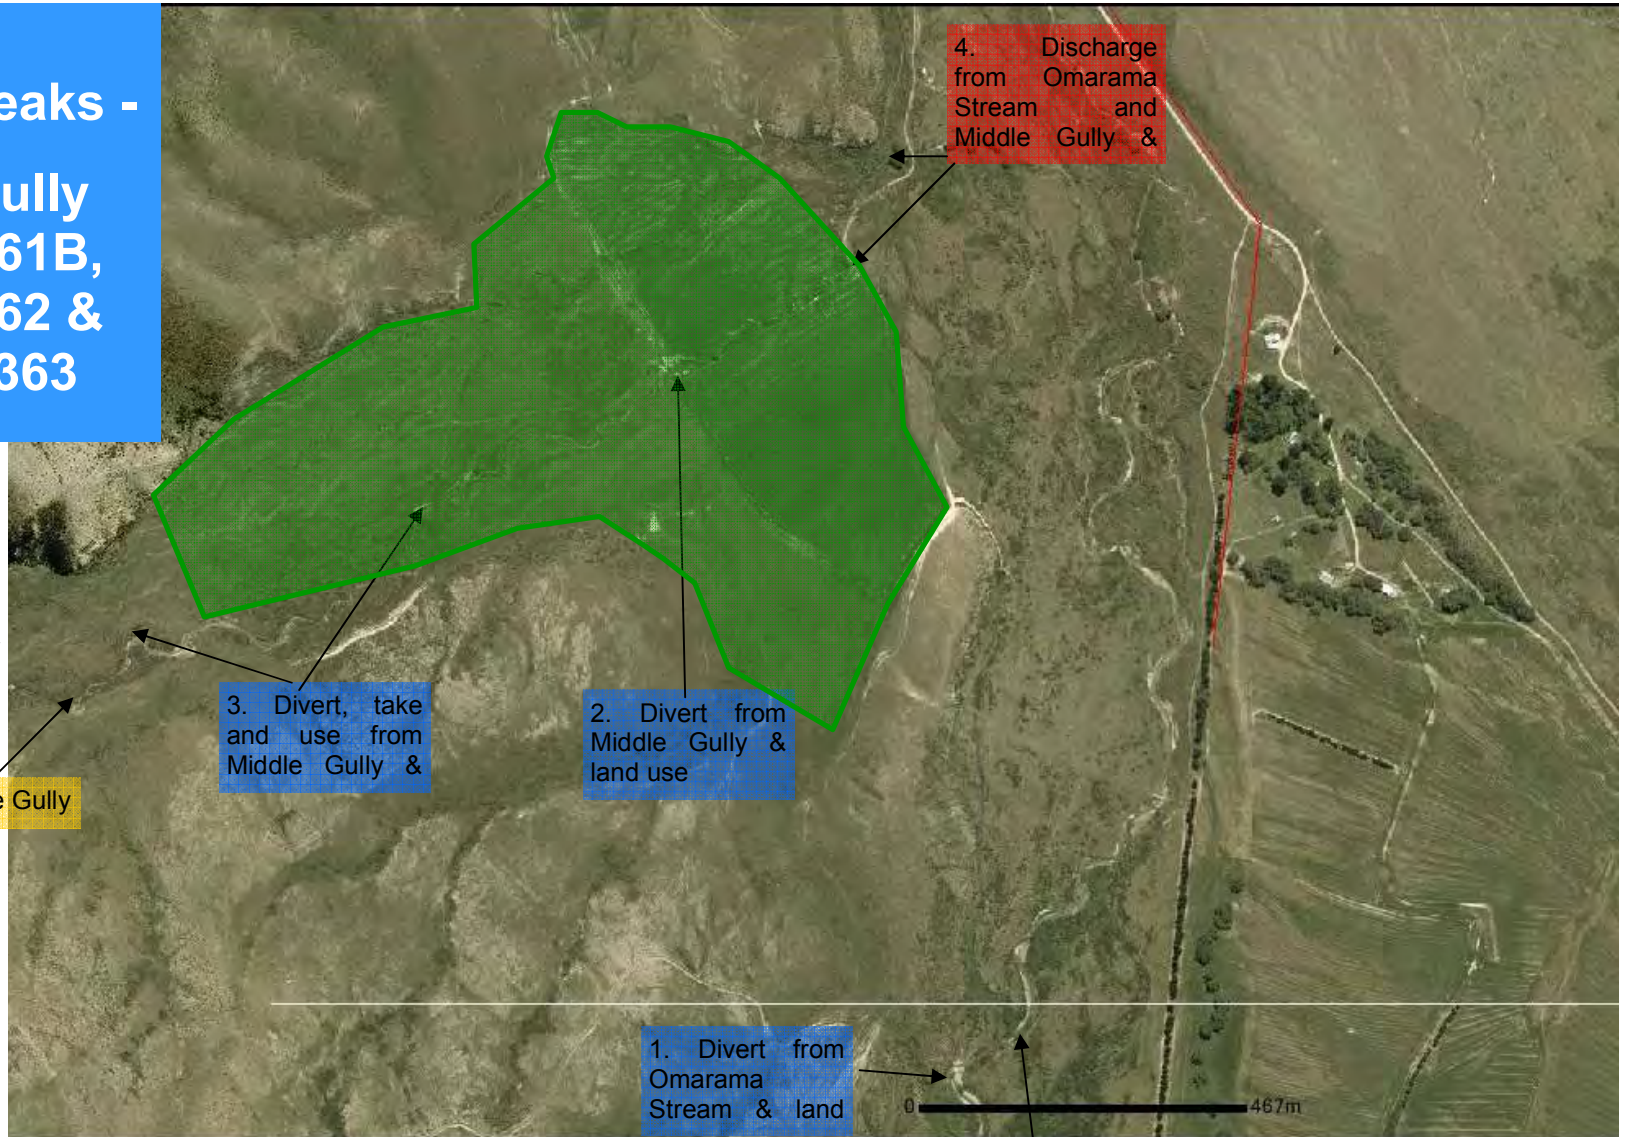 eaks -
ully
61B,
62 &
363
4. Discharge
from Omarama
Stream and
Middle Gully &
3. Divert, take
and use from
Middle Gully &
2. Divert from
Middle Gully &
land use
e Gully
1. Divert from
Omarama
Stream & land
0 467m